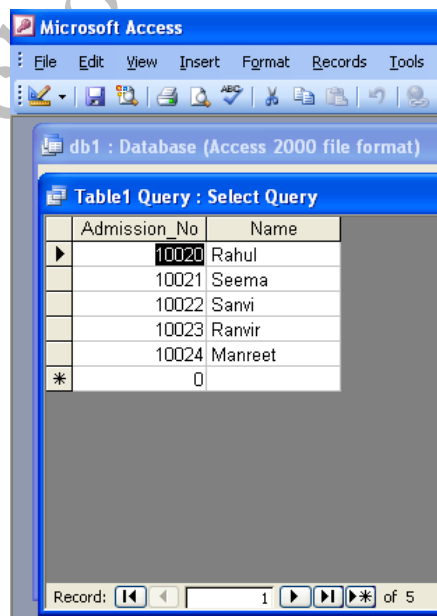 Microsoft Access
File Edit View Insert Format Records Tools
ABC
db1 : Database (Access 2000 file format)
Table1 Query : Select Query
Admission_No Name
10020 Rahul
10021 Seema
10022 Sanvi
10023 Ranvir
10024 Manreet
0
Record: 1 of 5